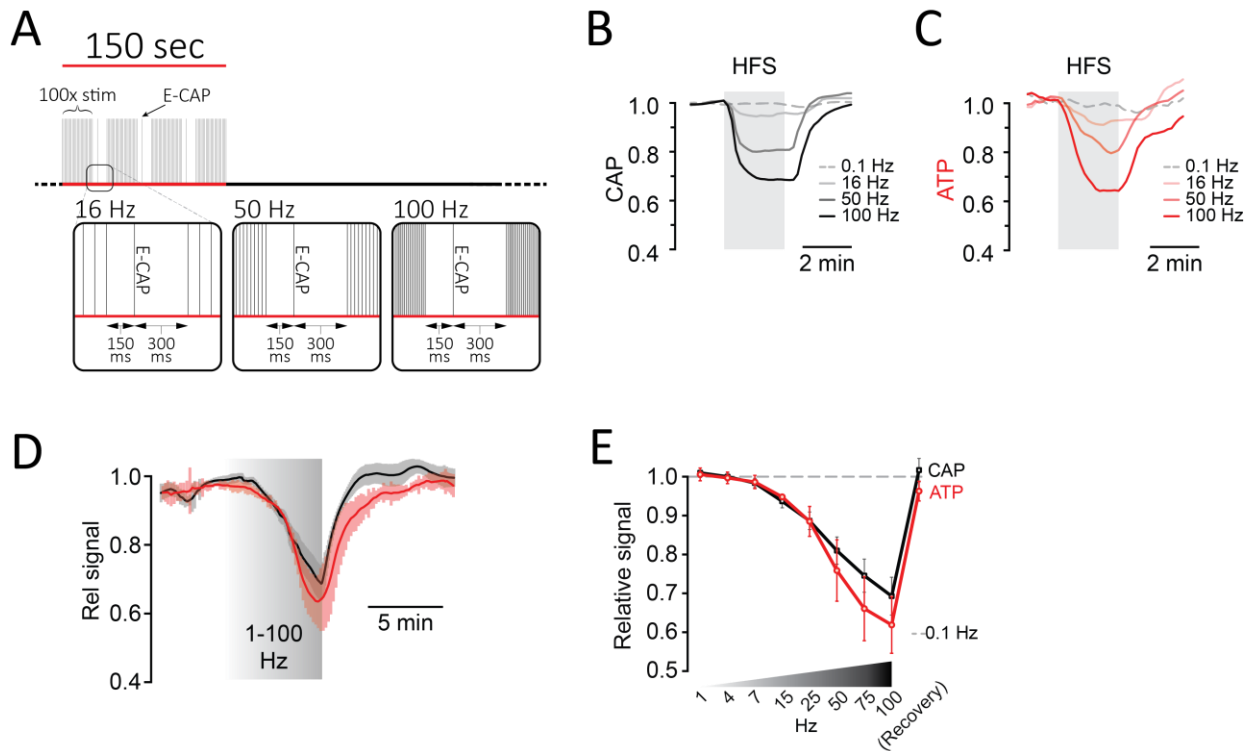 A
150 sec
100x stim
E-CAP
16 Hz
50 Hz
100 Hz
E-CAP
E-CAP
E-CAP
150 ms
300 ms
150 ms
300 ms
150 ms
300 ms
B
HFS
CAP
1.0
0.8
0.6
0.4
0.1 Hz
16 Hz
50 Hz
100 Hz
2 min
C
HFS
ATP
1.0
0.8
0.6
0.4
0.1 Hz
16 Hz
50 Hz
100 Hz
2 min
D
Rel signal
1.0
0.8
0.6
0.4
1-100
Hz
5 min
E
Relative signal
1.0
0.9
0.8
0.7
0.6
0.5
CAP
ATP
0.1 Hz
1
4
7
15
25
50
75
100
(Recovery)
Hz